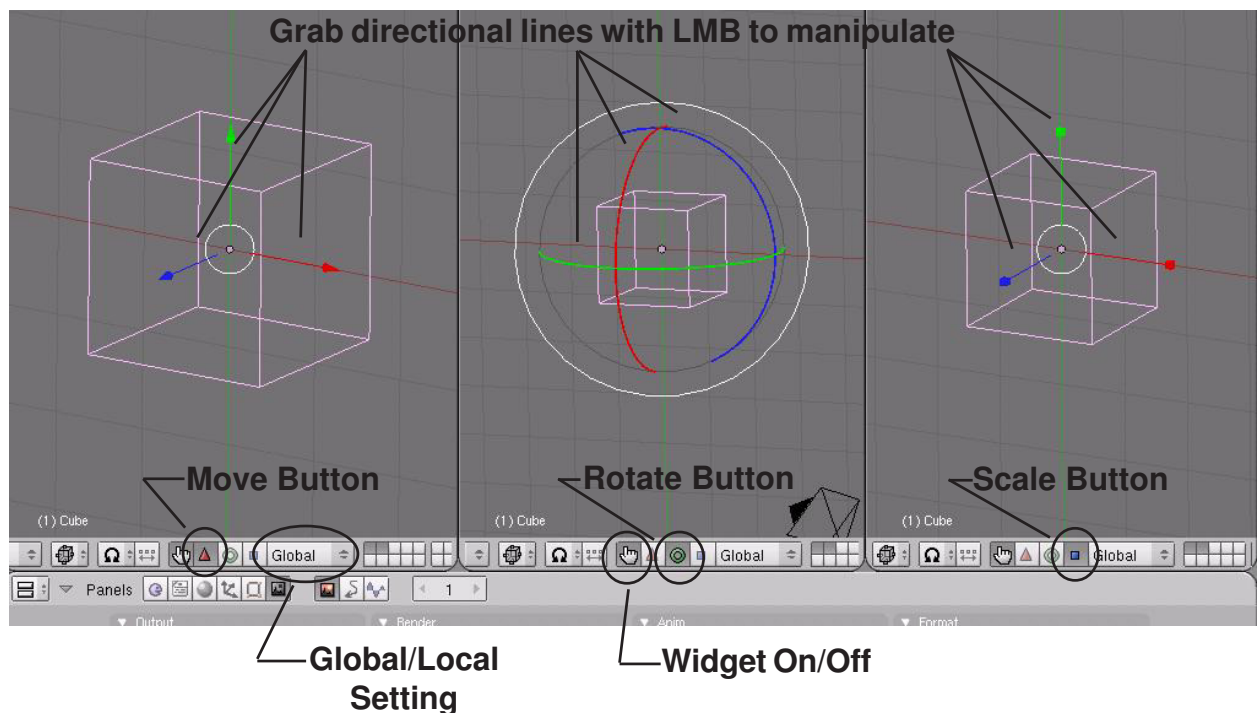 Grab directional lines with LMB to manipulate
Move Button
Rotate Button
Scale Button
(1) Cube
(1) Cube
(1) Cube
Global
Global
Global
Panels
1
Output
Render
Anim
Format
Global/Local
Setting
Widget On/Off